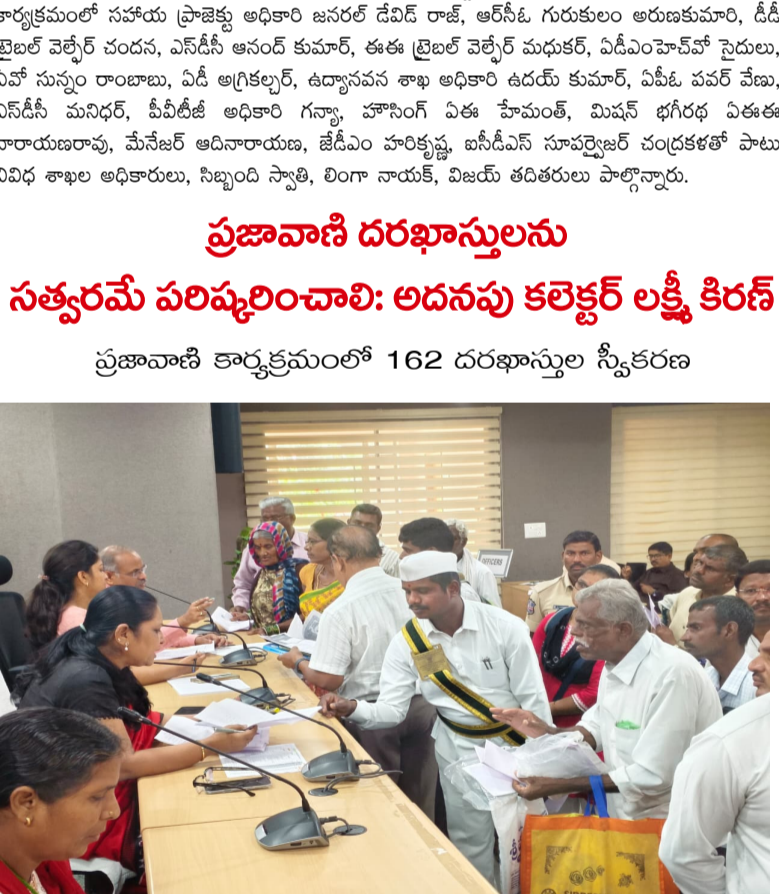 కార్యక్రమంలో సహాయ ప్రాజెక్టు అధికారి జనరల్ డేవిడ్ రాజ్, ఆర్‌సీఓ గురుకులం అరుణకుమారి, డీడీ
ట్రైబల్ వెల్ఫేర్ చందన, ఎస్‌డీసీ ఆనంద్ కుమార్, ఈఈ ట్రైబల్ వెల్ఫేర్ మధుకర్, ఏడీఎంహెచ్‌వో సైదులు,
ఏవో సున్నం రాంబాబు, ఏడీ అగ్రికల్చర్, ఉద్యానవన శాఖ అధికారి ఉదయ్ కుమార్, ఏపీఓ పవర్ వేణు,
ఎస్‌డీసీ మనిధర్, పీవీటీజీ అధికారి గన్యా, హౌసింగ్ ఏఈ హేమంత్, మిషన్ భగీరథ ఏఈఈ
నారాయణరావు, మేనేజర్ ఆదినారాయణ, జేడీఎం హరికృష్ణ, ఐసీడీఎస్ సూపర్వైజర్ చంద్రకళతో పాటు
వివిధ శాఖల అధికారులు, సిబ్బంది స్వాతి, లింగా నాయక్, విజయ్ తదితరులు పాల్గొన్నారు.
ప్రజావాణి దరఖాస్తులను
సత్వరమే పరిష్కరించాలి: అదనపు కలెక్టర్ లక్ష్మీ కిరణ్
ప్రజావాణి కార్యక్రమంలో 162 దరఖాస్తుల స్వీకరణ
OFFICERS